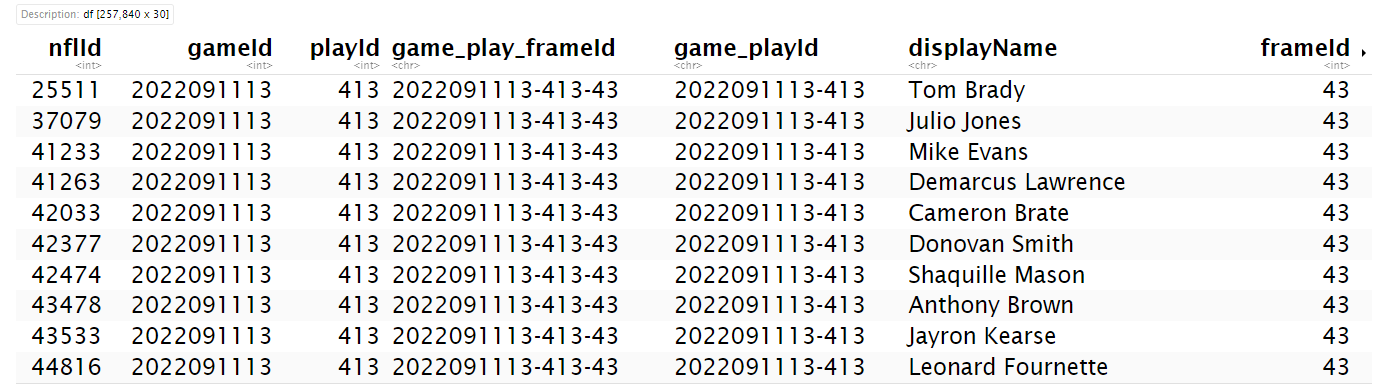 Description: df [257,840 x 30]
nflId gameId playId game_play_frameId game_playId displayName frameId
<int> <int> <int> <chr> <chr> <chr> <int>
25511 2022091113 413 2022091113-413-43 2022091113-413 Tom Brady 43
37079 2022091113 413 2022091113-413-43 2022091113-413 Julio Jones 43
41233 2022091113 413 2022091113-413-43 2022091113-413 Mike Evans 43
41263 2022091113 413 2022091113-413-43 2022091113-413 Demarcus Lawrence 43
42033 2022091113 413 2022091113-413-43 2022091113-413 Cameron Brate 43
42377 2022091113 413 2022091113-413-43 2022091113-413 Donovan Smith 43
42474 2022091113 413 2022091113-413-43 2022091113-413 Shaquille Mason 43
43478 2022091113 413 2022091113-413-43 2022091113-413 Anthony Brown 43
43533 2022091113 413 2022091113-413-43 2022091113-413 Jayron Kearse 43
44816 2022091113 413 2022091113-413-43 2022091113-413 Leonard Fournette 43